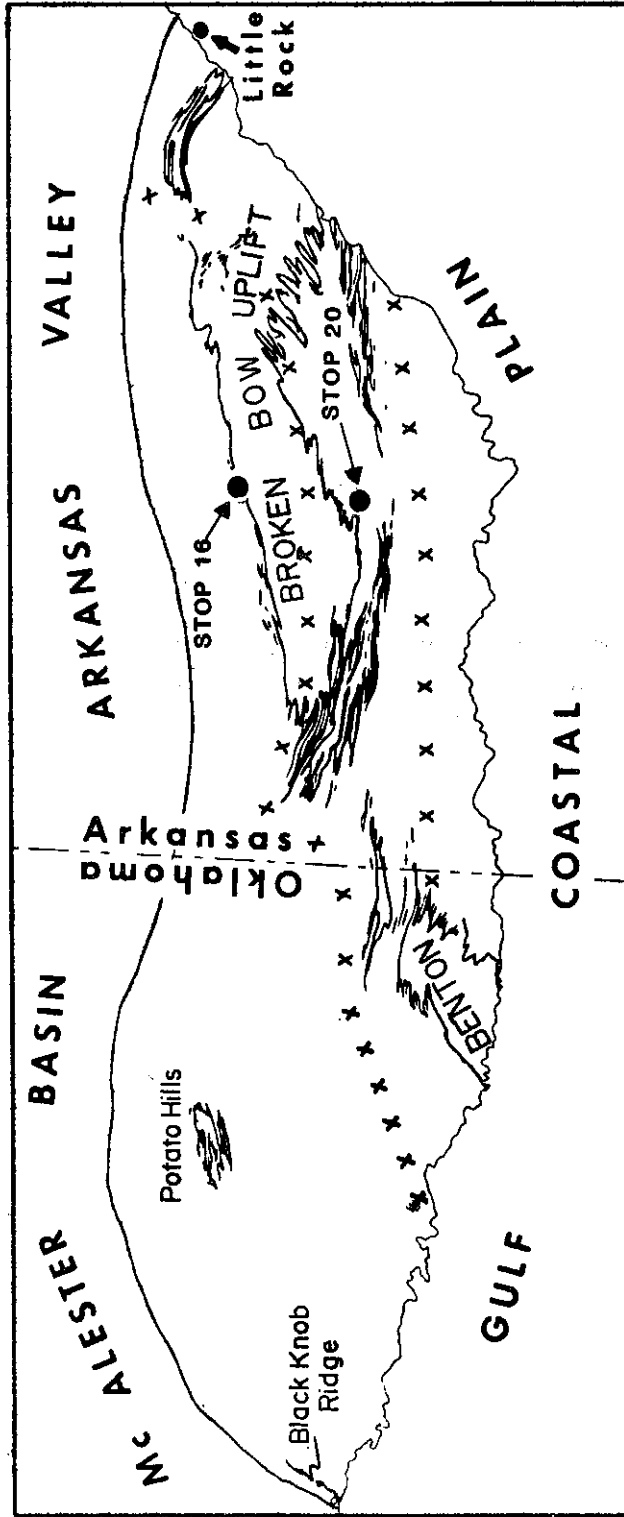 Mc ALESTER BASIN
ARKANSAS VALLEY
Little
Rock
Potato Hills
Black Knob
Ridge
Oklahoma
Arkansas
STOP 16
STOP 20
BENTON
BROKEN BOW UPLIFT
GULF COASTAL PLAIN
x x x x x x x x x x x x x x x x x x x x x x x x x x x